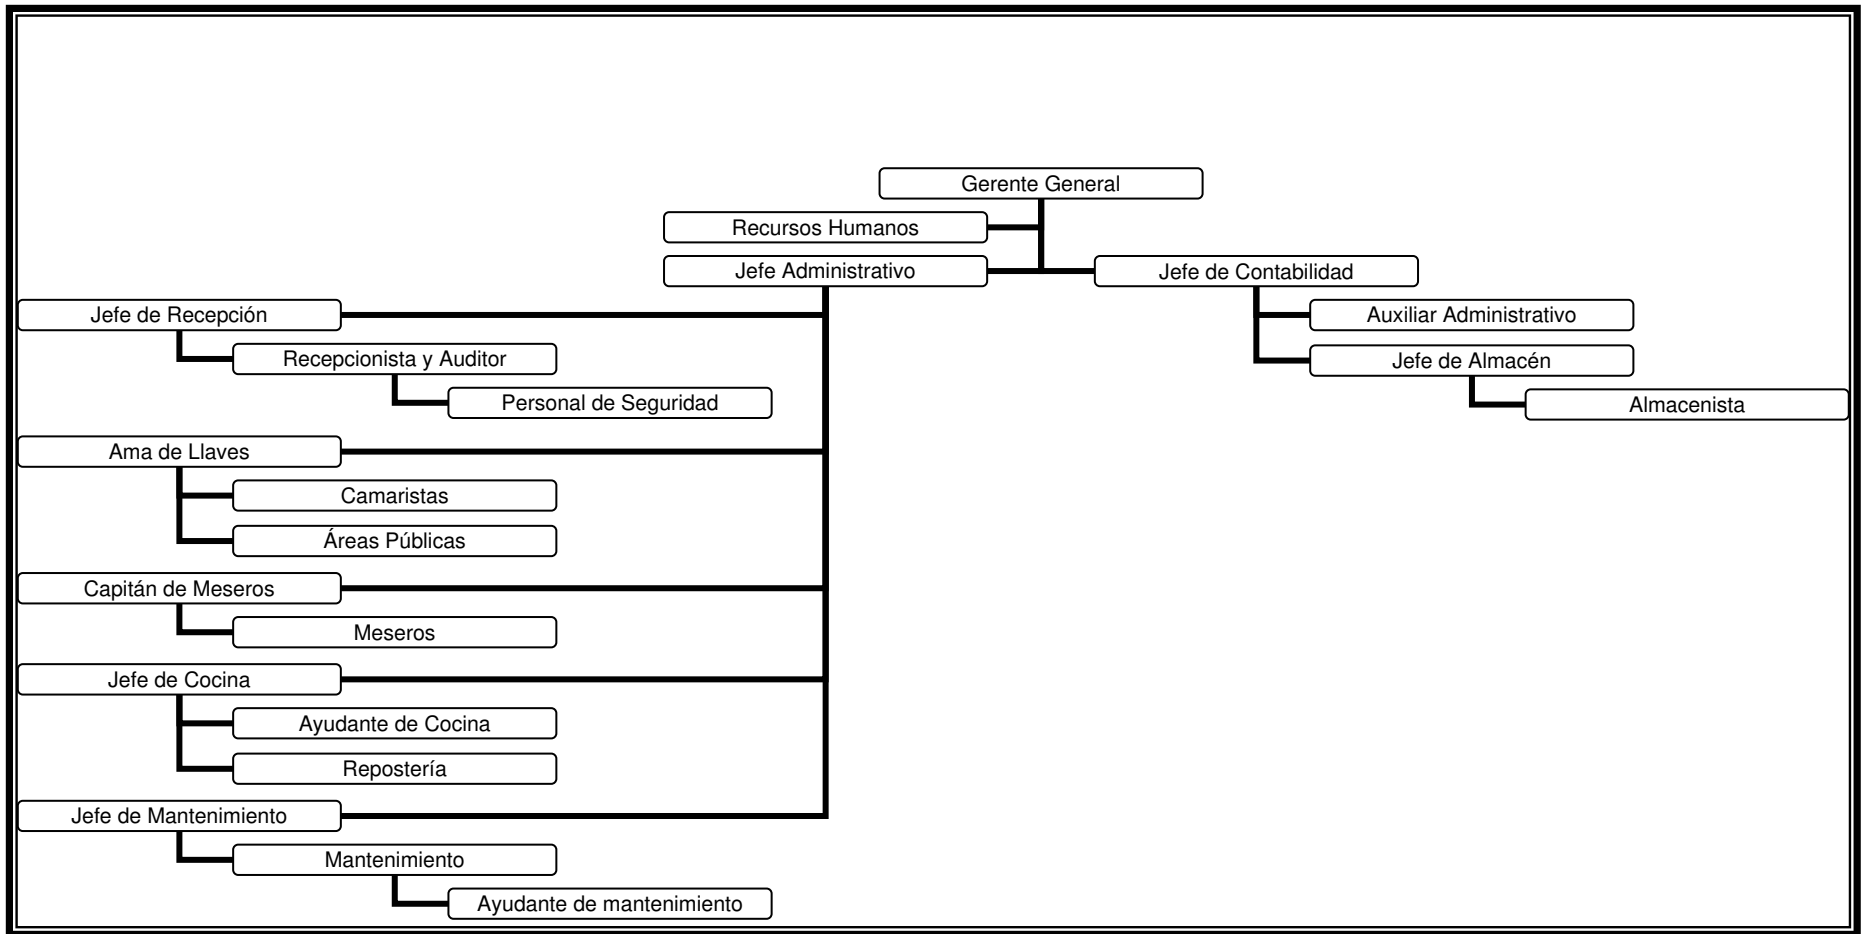 Gerente General
Recursos Humanos
Jefe Administrativo
Jefe de Contabilidad
Jefe de Recepción
Auxiliar Administrativo
Recepcionista y Auditor
Jefe de Almacén
Personal de Seguridad
Almacenista
Ama de Llaves
Camaristas
Áreas Públicas
Capitán de Meseros
Meseros
Jefe de Cocina
Ayudante de Cocina
Repostería
Jefe de Mantenimiento
Mantenimiento
Ayudante de mantenimiento